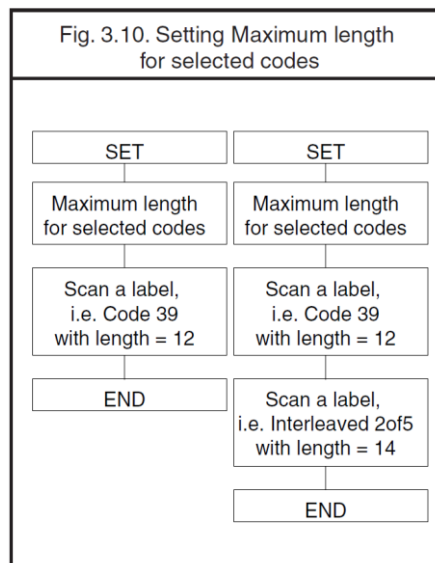 Fig. 3.10. Setting Maximum length
for selected codes
SET
Maximum length
for selected codes
Scan a label,
i.e. Code 39
with length = 12
END
SET
Maximum length
for selected codes
Scan a label,
i.e. Code 39
with length = 12
Scan a label,
i.e. Interleaved 2of5
with length = 14
END